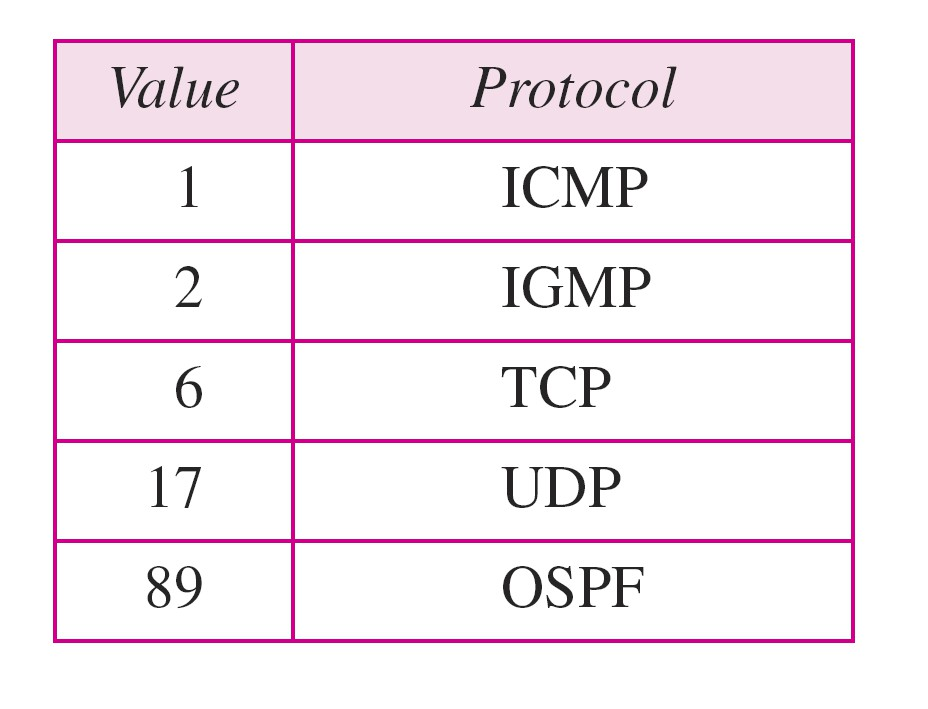 Value Protocol
1 ICMP
2 IGMP
6 TCP
17 UDP
89 OSPF